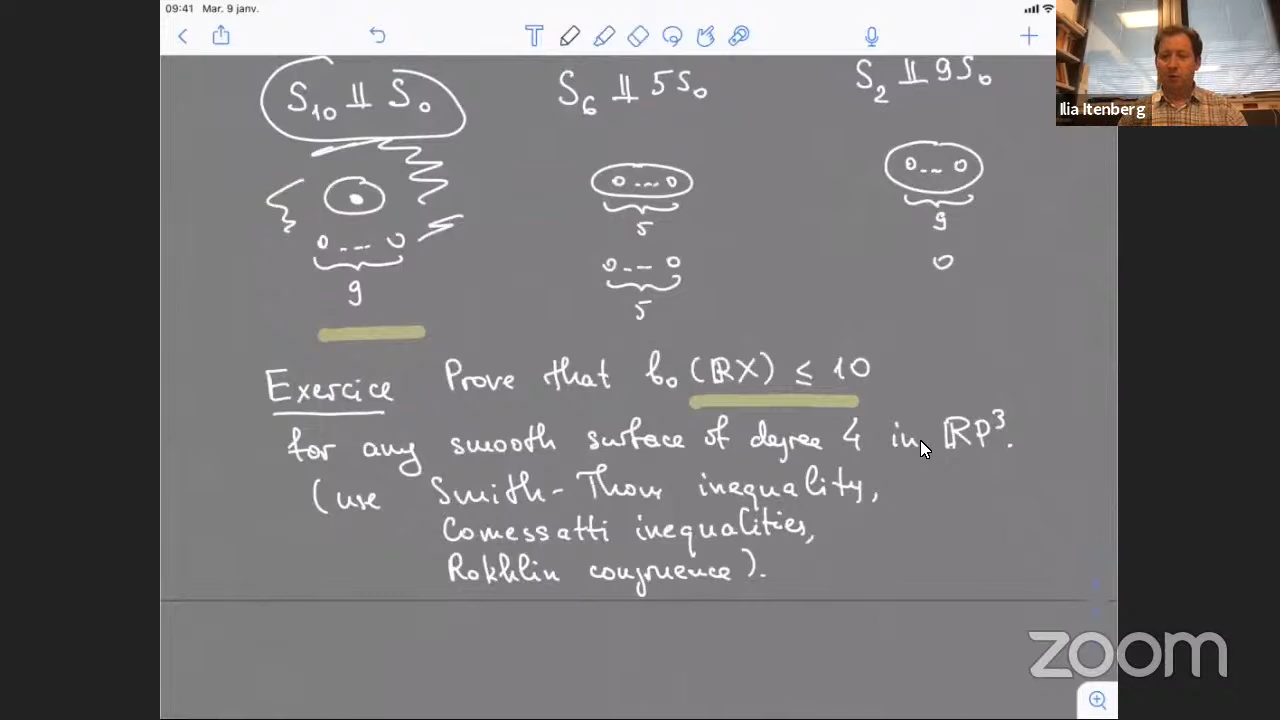 09:41 Mar. 9 janv.
Ilia Itenberg
S₁₀ ⫫ S₀
S₆ ⫫ 5S₀
S₂ ⫫ 9S₀
o...o
5
o...o
9
o...o
9
o...o
5
o
Exercice Prove that b₀ (ℝX) ≤ 10
for any smooth surface of degree 4 in ℝP³.
(use Smith-Thom inequality,
Comessatti inequalities,
Rokhlin congruence).
zoom